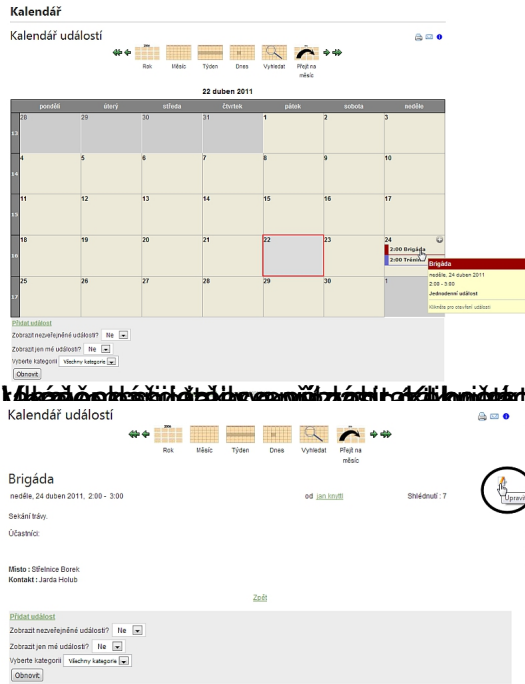 Kalendář
Kalendář událostí
Rok Měsíc Týden Dnes Vyhledat Přejít na měsíc
22 duben 2011
pondělí úterý středa čtvrtek pátek sobota neděle
13 28 29 30 31 1 2 3
14 4 5 6 7 8 9 10
15 11 12 13 14 15 16 17
16 18 19 20 21 22 23 24
2:00 Brigáda
2:00 Trénin
Brigáda
neděle, 24 duben 2011
2:00 - 3:00
Jednodenní událost
Klikněte pro otevření události
17 25 26 27 28 29 30 1
Přidat událost
Zobrazit nezveřejněné události? Ne
Zobrazit jen mé události? Ne
Vyberte kategorii Všechny kategorie
Obnovit
Kalendář událostí
Rok Měsíc Týden Dnes Vyhledat Přejít na měsíc
Brigáda
neděle, 24 duben 2011, 2:00 - 3:00 od jan knytl Shlédnutí : 7
Upravit
Sekání trávy.
Účastníci:
Místo : Střelnice Borek
Kontakt : Jarda Holub
Zpět
Přidat událost
Zobrazit nezveřejněné události? Ne
Zobrazit jen mé události? Ne
Vyberte kategorii Všechny kategorie
Obnovit